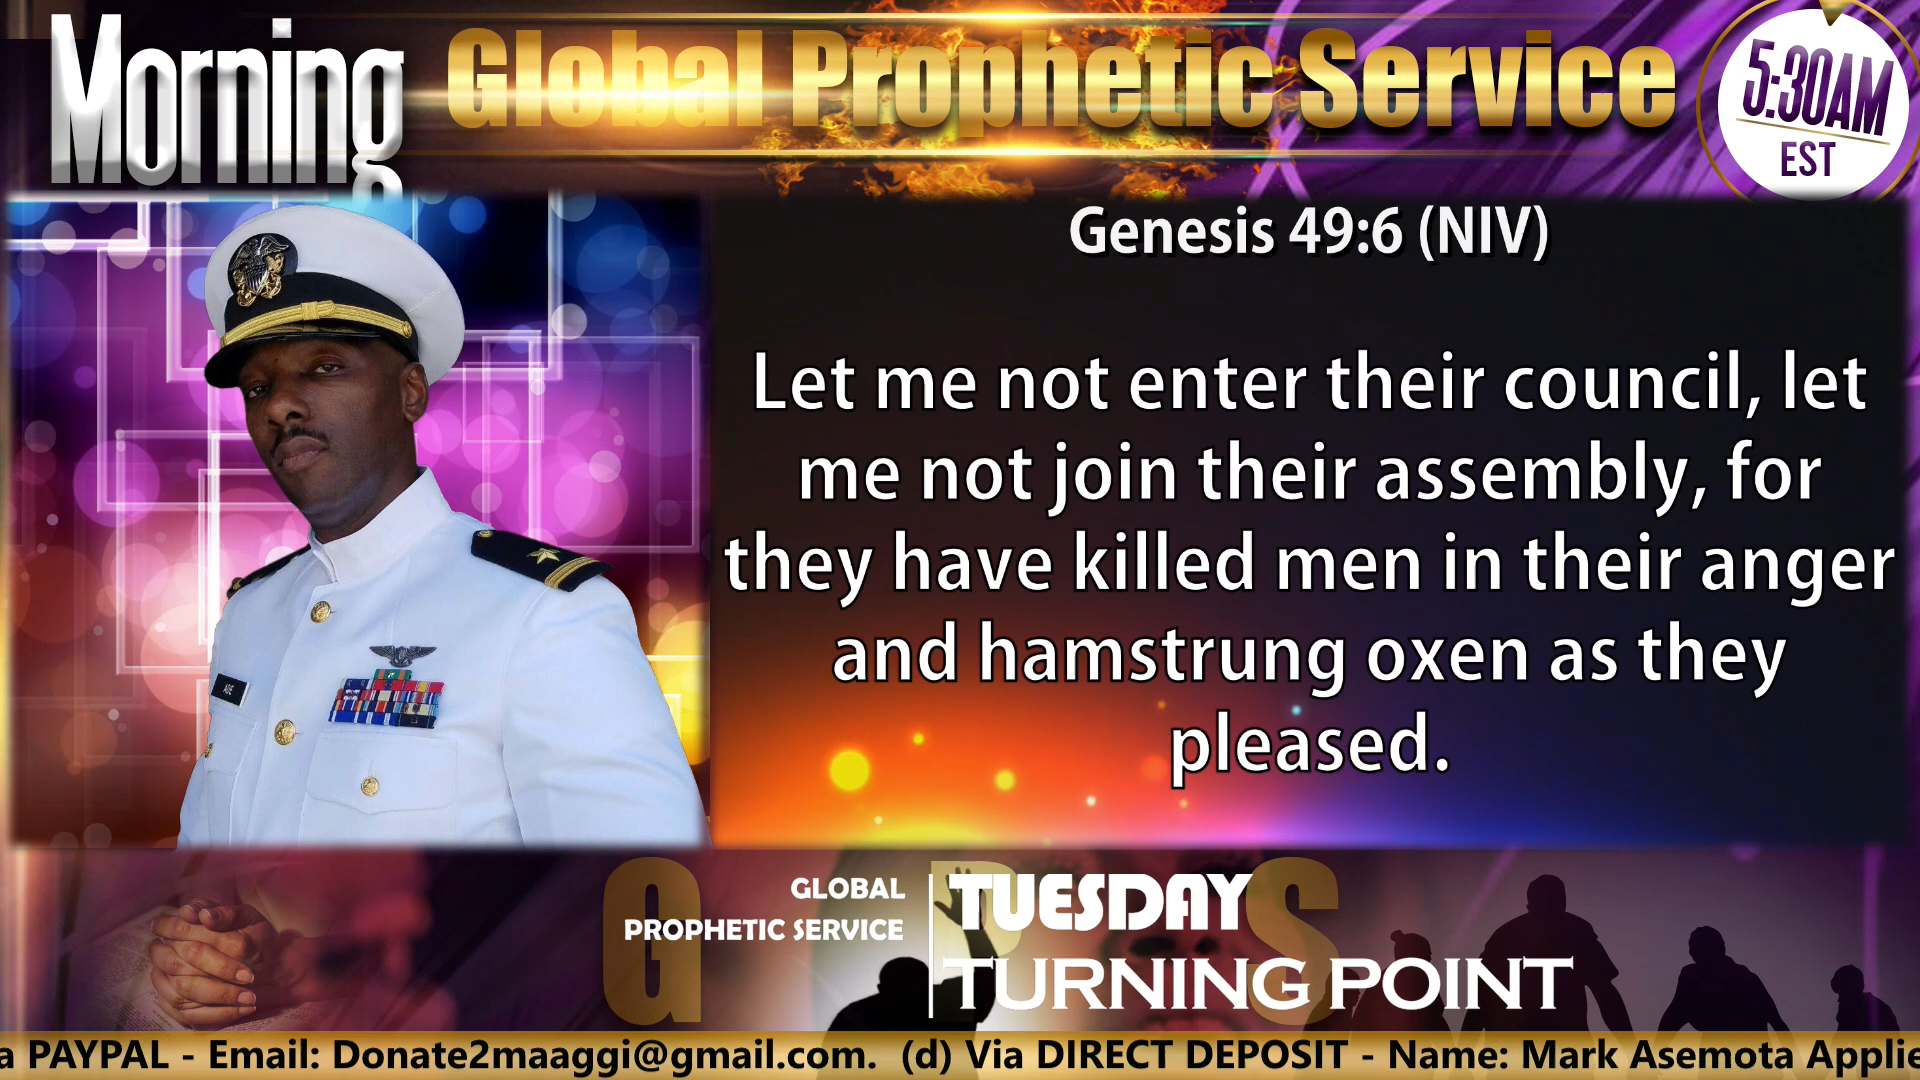 Morning Global Prophetic Service
5:30AM
EST
Genesis 49:6 (NIV)
Let me not enter their council, let
me not join their assembly, for
they have killed men in their anger
and hamstrung oxen as they
pleased.
G P S
GLOBAL
PROPHETIC SERVICE
TUESDAY
TURNING POINT
a PAYPAL - Email: Donate2maaggi@gmail.com. (d) Via DIRECT DEPOSIT - Name: Mark Asemota Applie